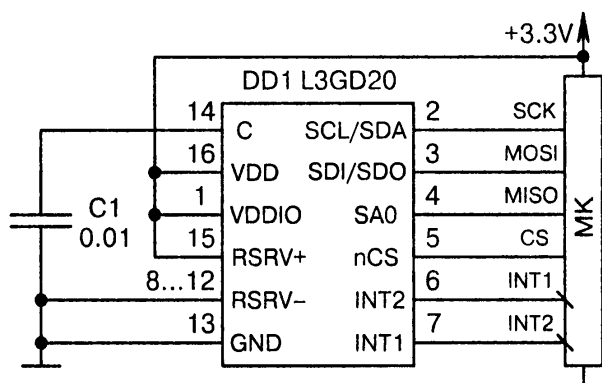 +3.3V
DD1 L3GD20
14 C SCL/SDA 2 SCK
16 VDD SDI/SDO 3 MOSI
1 VDDIO SA0 4 MISO
15 RSRV+ nCS 5 CS
8...12 RSRV– INT2 6 INT1
13 GND INT1 7 INT2
C1
0.01
MK